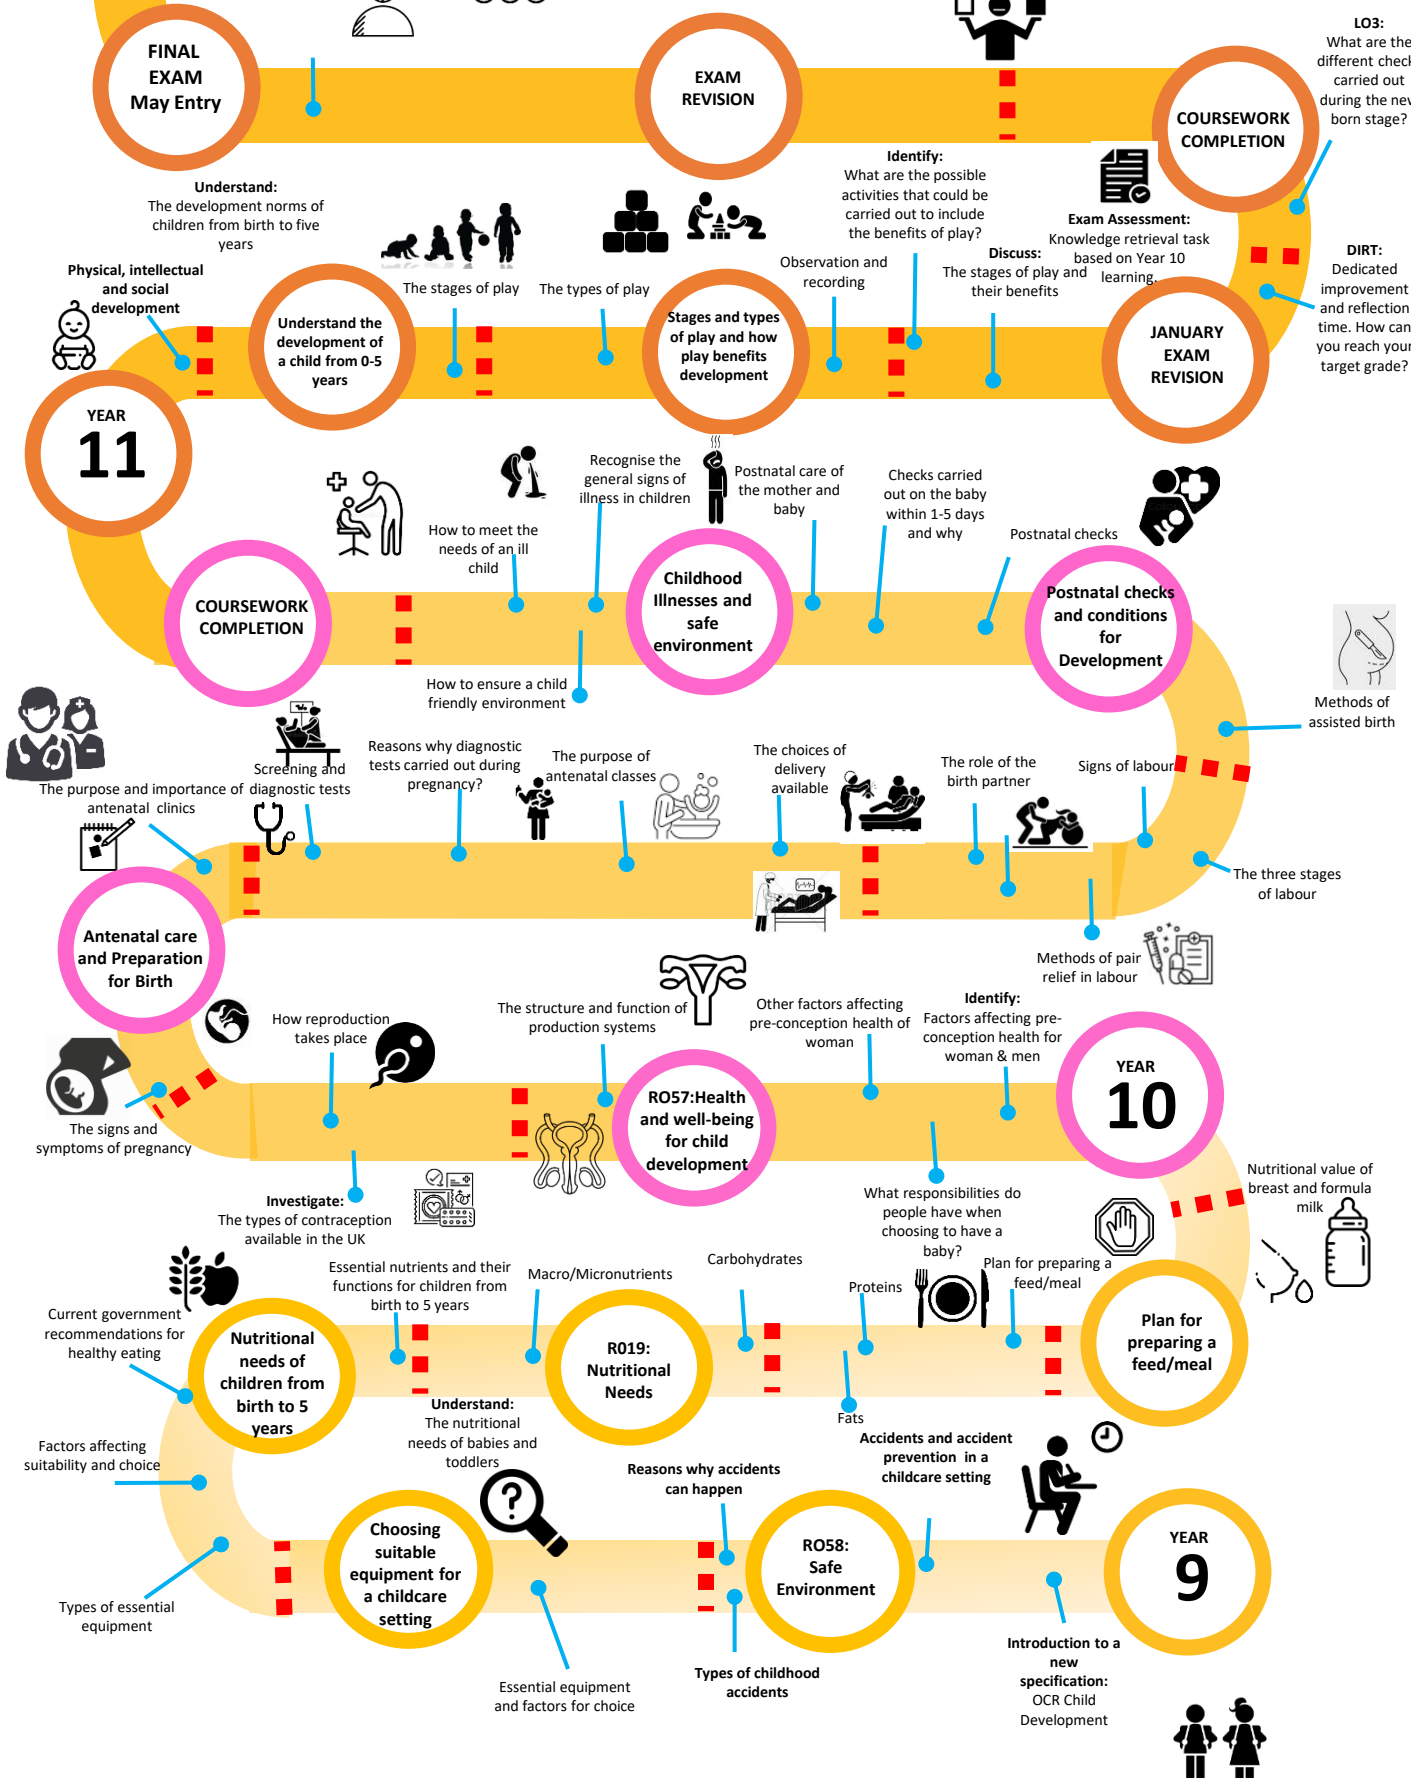 FINAL
EXAM
May Entry
EXAM
REVISION
COURSEWORK
COMPLETION
LO3:
What are the
different check
carried out
during the new
born stage?
Understand:
The development norms of
children from birth to five
years
Identify:
What are the possible
activities that could be
carried out to include
the benefits of play?
Exam Assessment:
Knowledge retrieval task
based on Year 10
learning.
DIRT:
Dedicated
improvement
and reflection
time. How can
you reach your
target grade?
Physical, intellectual
and social
development
The stages of play
The types of play
Observation and
recording
Discuss:
The stages of play and
their benefits
Understand the
development of
a child from 0-5
years
Stages and types
of play and how
play benefits
development
JANUARY
EXAM
REVISION
YEAR
11
How to meet the
needs of an ill
child
Recognise the
general signs of
illness in children
Postnatal care of
the mother and
baby
Checks carried
out on the baby
within 1-5 days
and why
Postnatal checks
COURSEWORK
COMPLETION
Childhood
Illnesses and
safe
environment
Postnatal checks
and conditions
for
Development
How to ensure a child
friendly environment
Methods of
assisted birth
The purpose and importance of
antenatal clinics
Screening and
diagnostic tests
Reasons why diagnostic
tests carried out during
pregnancy?
The purpose of
antenatal classes
The choices of
delivery
available
The role of the
birth partner
Signs of labour
The three stages
of labour
Methods of pain
relief in labour
Antenatal care
and Preparation
for Birth
How reproduction
takes place
The structure and function of
production systems
Other factors affecting
pre-conception health of
woman
Identify:
Factors affecting pre-
conception health for
woman & men
YEAR
10
RO57:Health
and well-being
for child
development
The signs and
symptoms of pregnancy
Investigate:
The types of contraception
available in the UK
What responsibilities do
people have when
choosing to have a
baby?
Nutritional value of
breast and formula
milk
Current government
recommendations for
healthy eating
Essential nutrients and their
functions for children from
birth to 5 years
Macro/Micronutrients
Carbohydrates
Proteins
Plan for preparing a
feed/meal
Nutritional
needs of
children from
birth to 5
years
R019:
Nutritional
Needs
Plan for
preparing a
feed/meal
Understand:
The nutritional
needs of babies and
toddlers
Fats
Factors affecting
suitability and choice
Reasons why accidents
can happen
Accidents and accident
prevention in a
childcare setting
Choosing
suitable
equipment for
a childcare
setting
RO58:
Safe
Environment
YEAR
9
Types of essential
equipment
Essential equipment
and factors for choice
Types of childhood
accidents
Introduction to a
new
specification:
OCR Child
Development